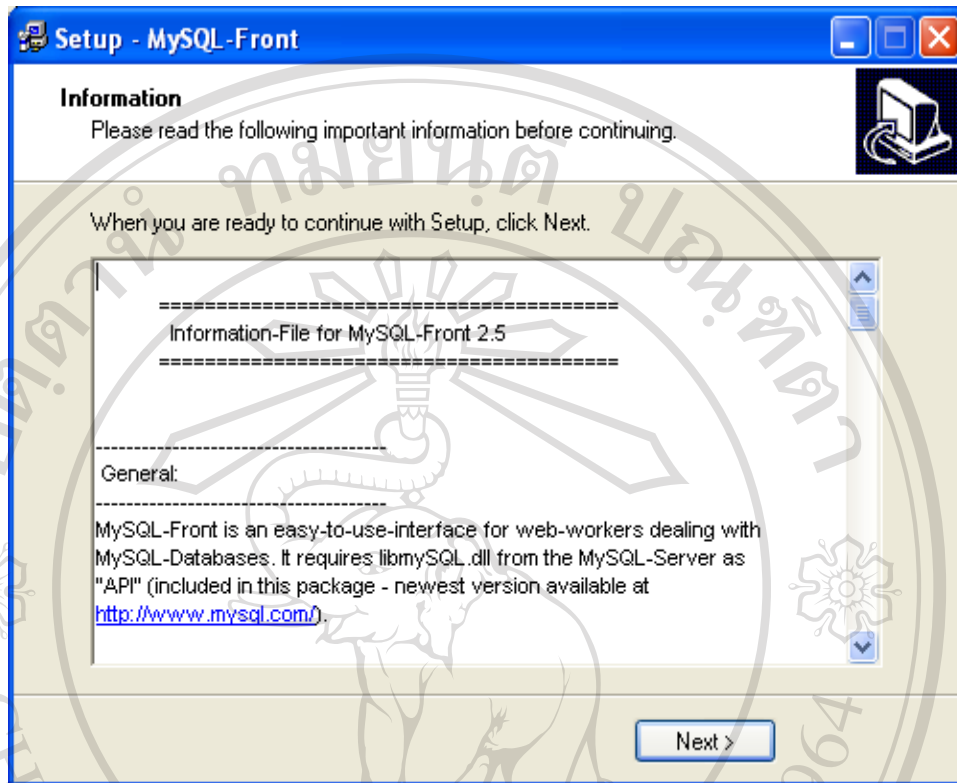 Setup - MySQL-Front
Information
Please read the following important information before continuing.
When you are ready to continue with Setup, click Next.
========================================
Information-File for MySQL-Front 2.5
========================================
-------------------------------------
General:
-------------------------------------
MySQL-Front is an easy-to-use-interface for web-workers dealing with
MySQL-Databases. It requires libmySQL.dll from the MySQL-Server as
"API" (included in this package - newest version available at
http://www.mysql.com/).
Next >
964